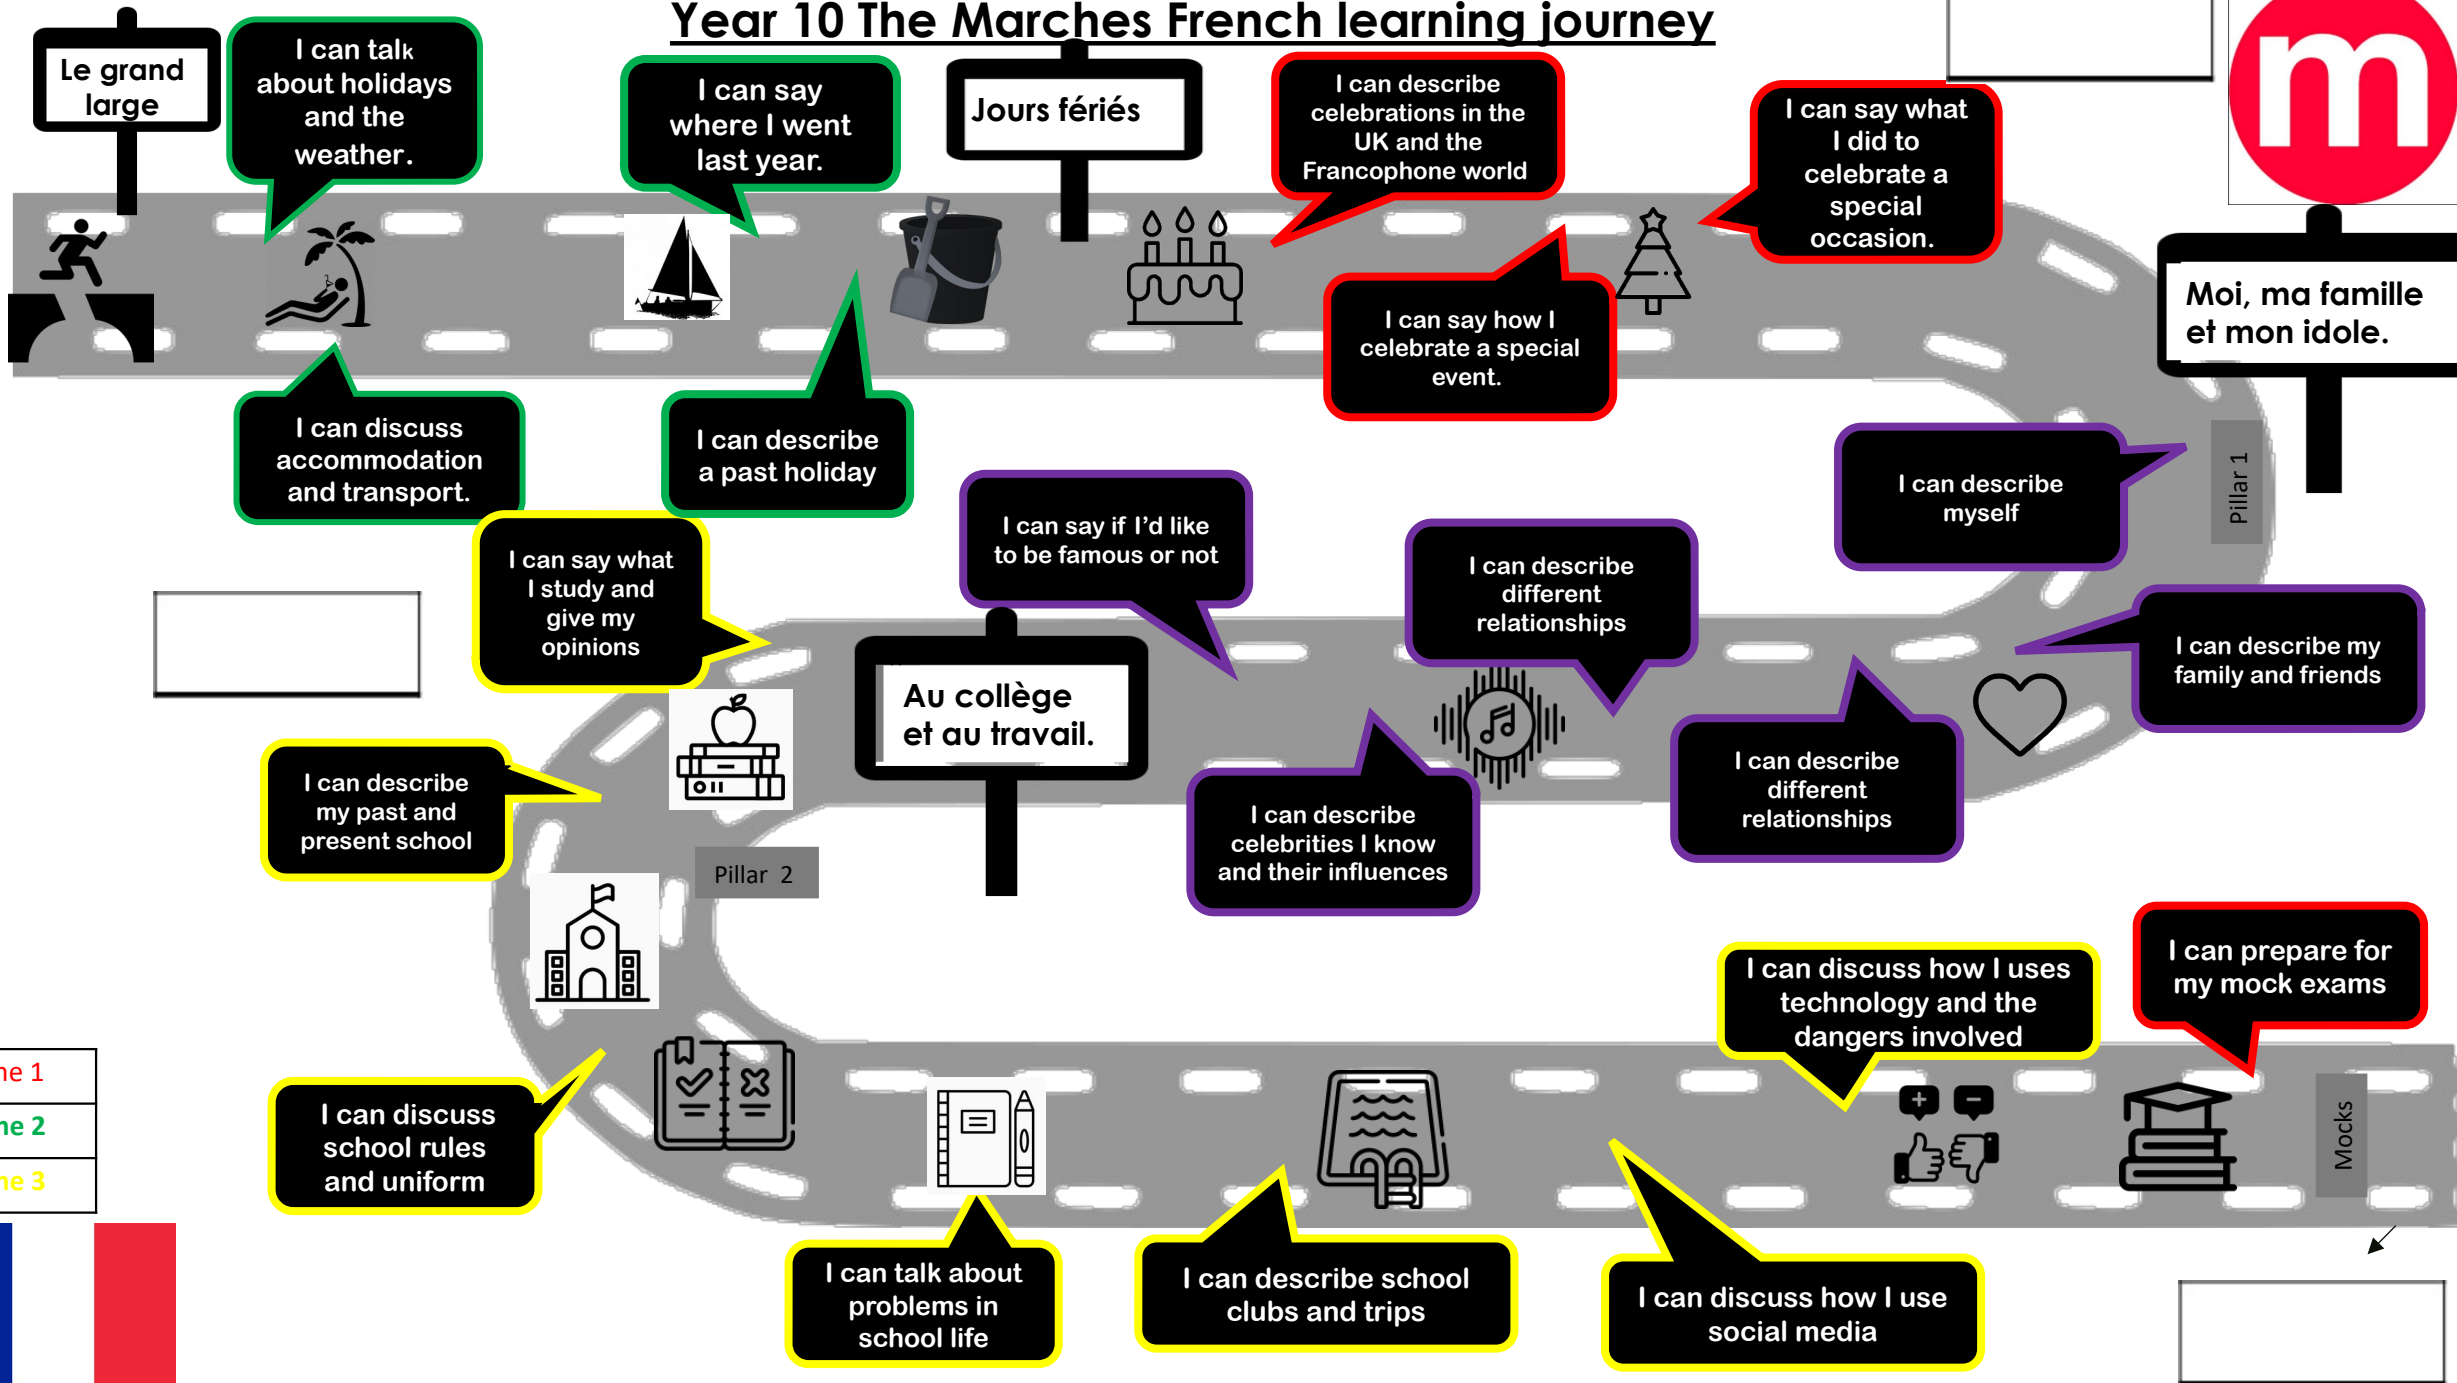 Year 10 The Marches French learning journey
Le grand
large
I can talk
about holidays
and the
weather.
I can say
where I went
last year.
Jours fériés
I can describe
celebrations in the
UK and the
Francophone world
I can say what
I did to
celebrate a
special
occasion.
m
Moi, ma famille
et mon idole.
I can discuss
accommodation
and transport.
I can describe
a past holiday
I can say how I
celebrate a special
event.
I can describe
myself
Pillar 1
I can describe my
family and friends
I can describe
different
relationships
I can describe
different
relationships
I can describe
celebrities I know
and their influences
I can say if I'd like
to be famous or not
Au collège
et au travail.
I can say what
I study and
give my
opinions
I can describe
my past and
present school
Pillar 2
I can discuss
school rules
and uniform
I can talk about
problems in
school life
I can describe school
clubs and trips
I can discuss how I use
social media
I can discuss how I uses
technology and the
dangers involved
I can prepare for
my mock exams
Mocks
ne 1
ne 2
ne 3